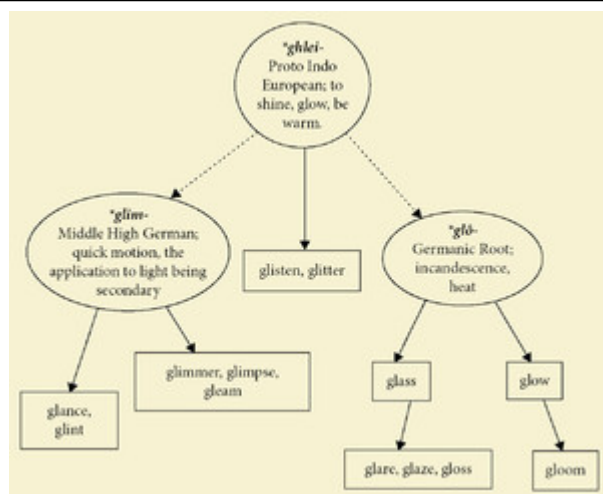 *ghlei-
Proto Indo
European; to
shine, glow, be
warm.
*glim-
Middle High German;
quick motion, the
application to light being
secondary
glisten, glitter
*glô-
Germanic Root;
incandescence,
heat
glance,
glint
glimmer, glimpse,
gleam
glass
glow
glare, glaze, gloss
gloom